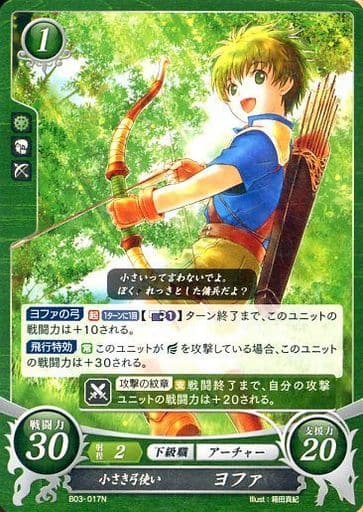 1
小さいって言わないでよ。
ぼく、れっきとした傭兵だよ?
ヨファの弓 起 1ターンに1回 【1】 ターン終了まで、このユニットの
戦闘力は+10される。
飛行特効 常 このユニットが を攻撃している場合、このユニット
の戦闘力は+30される。
攻撃の紋章 支 戦闘終了まで、自分の攻撃
ユニットの戦闘力は+20される。
戦闘力
30
射程 2 下級職 アーチャー
支援力
20
小さき弓使い ヨファ
B03-017N Illust:箱田真紀